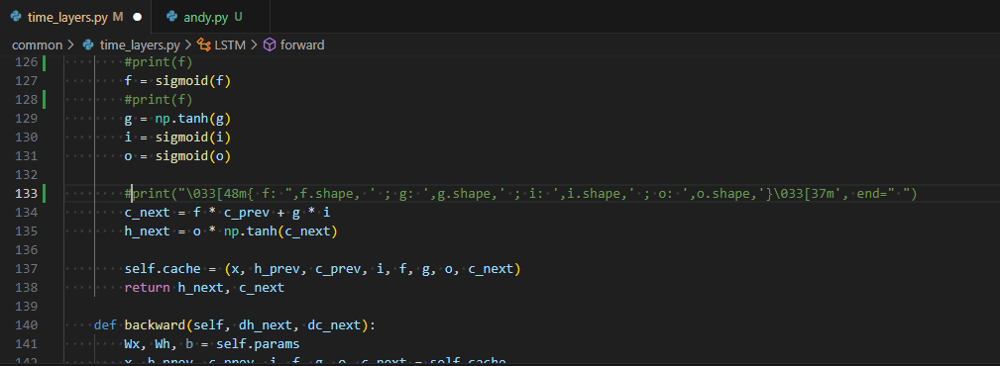 time_layers.py M
andy.py U
common > time_layers.py > LSTM > forward
126 #print(f)
127 f = sigmoid(f)
128 #print(f)
129 g = np.tanh(g)
130 i = sigmoid(i)
131 o = sigmoid(o)
132
133 #print("\033[48m{ f: ",f.shape, ' ; g: ',g.shape,' ; i: ',i.shape,' ; o: ',o.shape,'}\033[37m', end=" ")
134 c_next = f * c_prev + g * i
135 h_next = o * np.tanh(c_next)
136
137 self.cache = (x, h_prev, c_prev, i, f, g, o, c_next)
138 return h_next, c_next
139
140 def backward(self, dh_next, dc_next):
141 Wx, Wh, b = self.params
142 x, h_prev, c_prev, i, f, g, o, c_next = self.cache